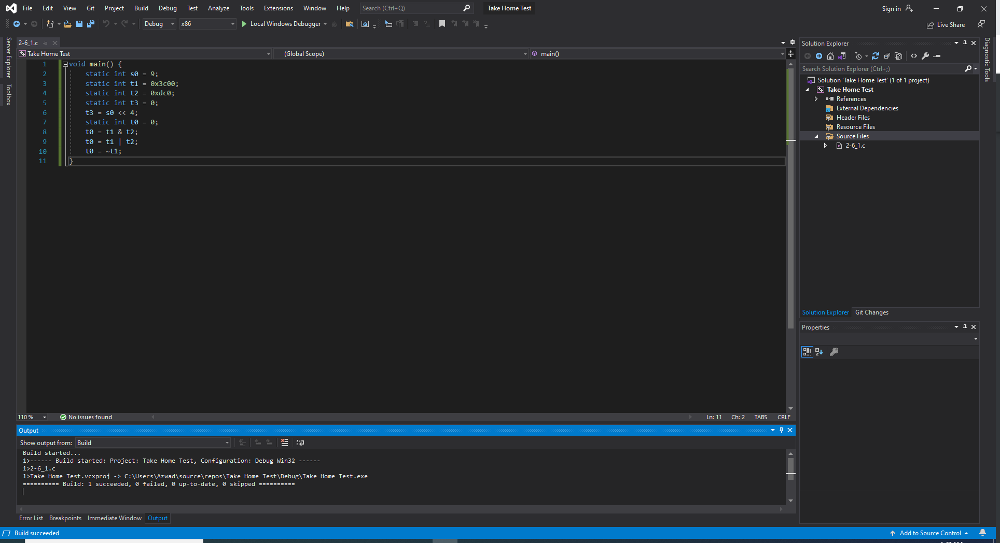 File Edit View Git Project Build Debug Test Analyze Tools Extensions Window Help Search (Ctrl+Q) Take Home Test Sign in
Debug x86 Local Windows Debugger Live Share
Server Explorer
Toolbox
2-6_1.c
Take Home Test (Global Scope) main()
1 void main() {
2 static int s0 = 9;
3 static int t1 = 0x3c00;
4 static int t2 = 0xdc0;
5 static int t3 = 0;
6 t3 = s0 << 4;
7 static int t0 = 0;
8 t0 = t1 & t2;
9 t0 = t1 | t2;
10 t0 = ~t1;
11 }
110 % No issues found Ln: 11 Ch: 2 TABS CRLF
Output
Show output from: Build
Build started...
1>------ Build started: Project: Take Home Test, Configuration: Debug Win32 ------
1>2-6_1.c
1>Take Home Test.vcxproj -> C:\Users\Azwad\source\repos\Take Home Test\Debug\Take Home Test.exe
========== Build: 1 succeeded, 0 failed, 0 up-to-date, 0 skipped ==========
Error List Breakpoints Immediate Window Output
Solution Explorer
Search Solution Explorer (Ctrl+;)
Solution 'Take Home Test' (1 of 1 project)
Take Home Test
References
External Dependencies
Header Files
Resource Files
Source Files
2-6_1.c
Solution Explorer Git Changes
Properties
Diagnostic Tools
Build succeeded Add to Source Control